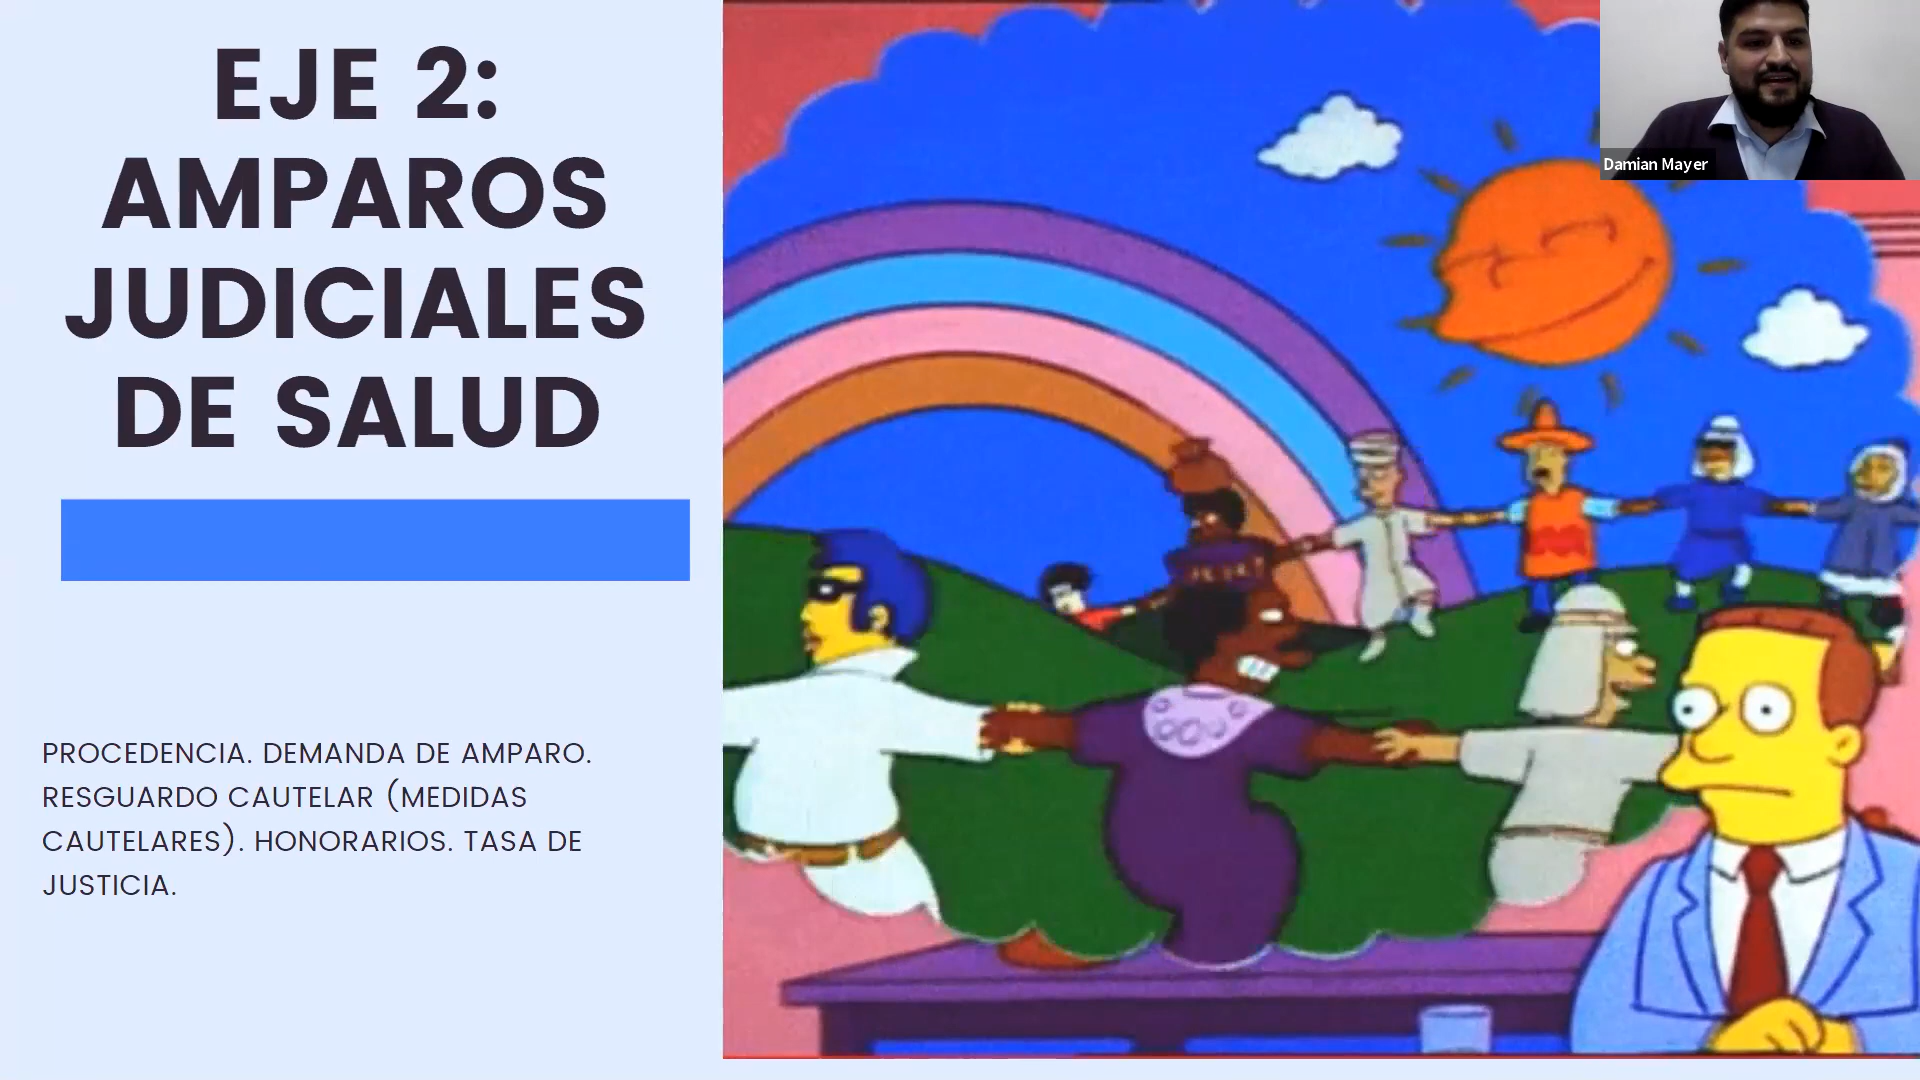 EJE 2:
AMPAROS
JUDICIALES
DE SALUD
PROCEDENCIA. DEMANDA DE AMPARO.
RESGUARDO CAUTELAR (MEDIDAS
CAUTELARES). HONORARIOS. TASA DE
JUSTICIA.
Damian Mayer